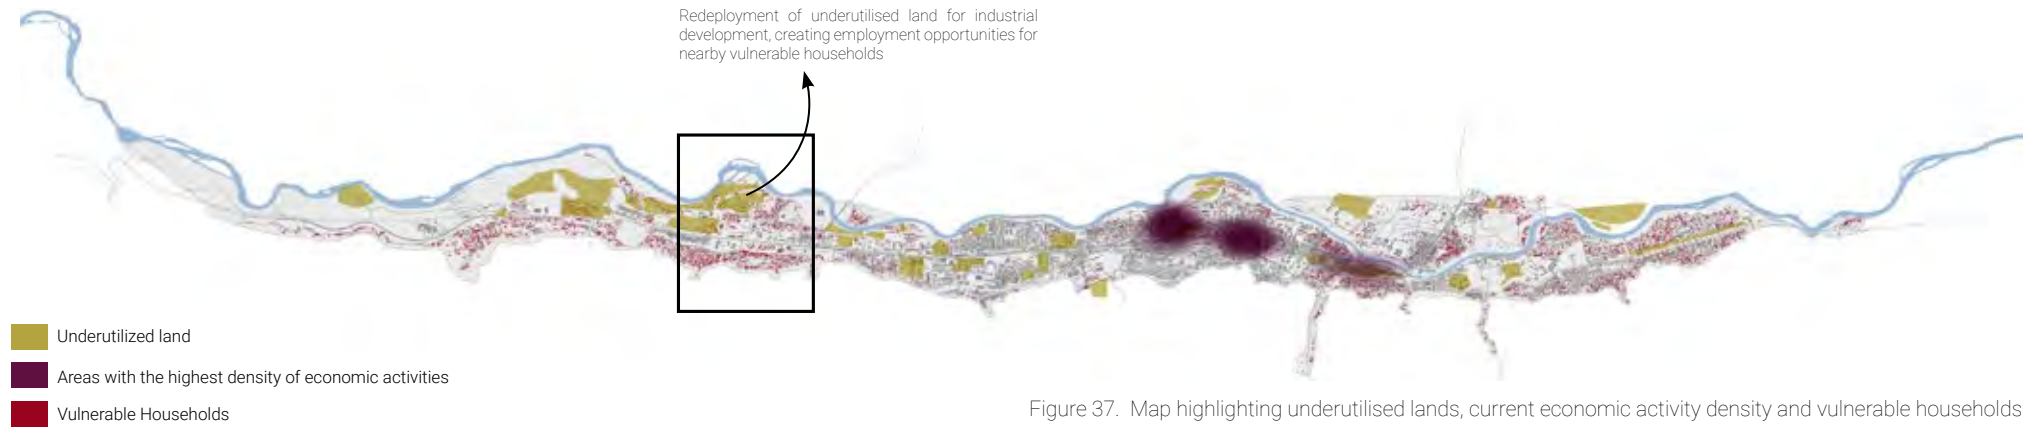 Redeployment of underutilised land for industrial
development, creating employment opportunities for
nearby vulnerable households
Underutilized land
Areas with the highest density of economic activities
Vulnerable Households
Figure 37. Map highlighting underutilised lands, current economic activity density and vulnerable households